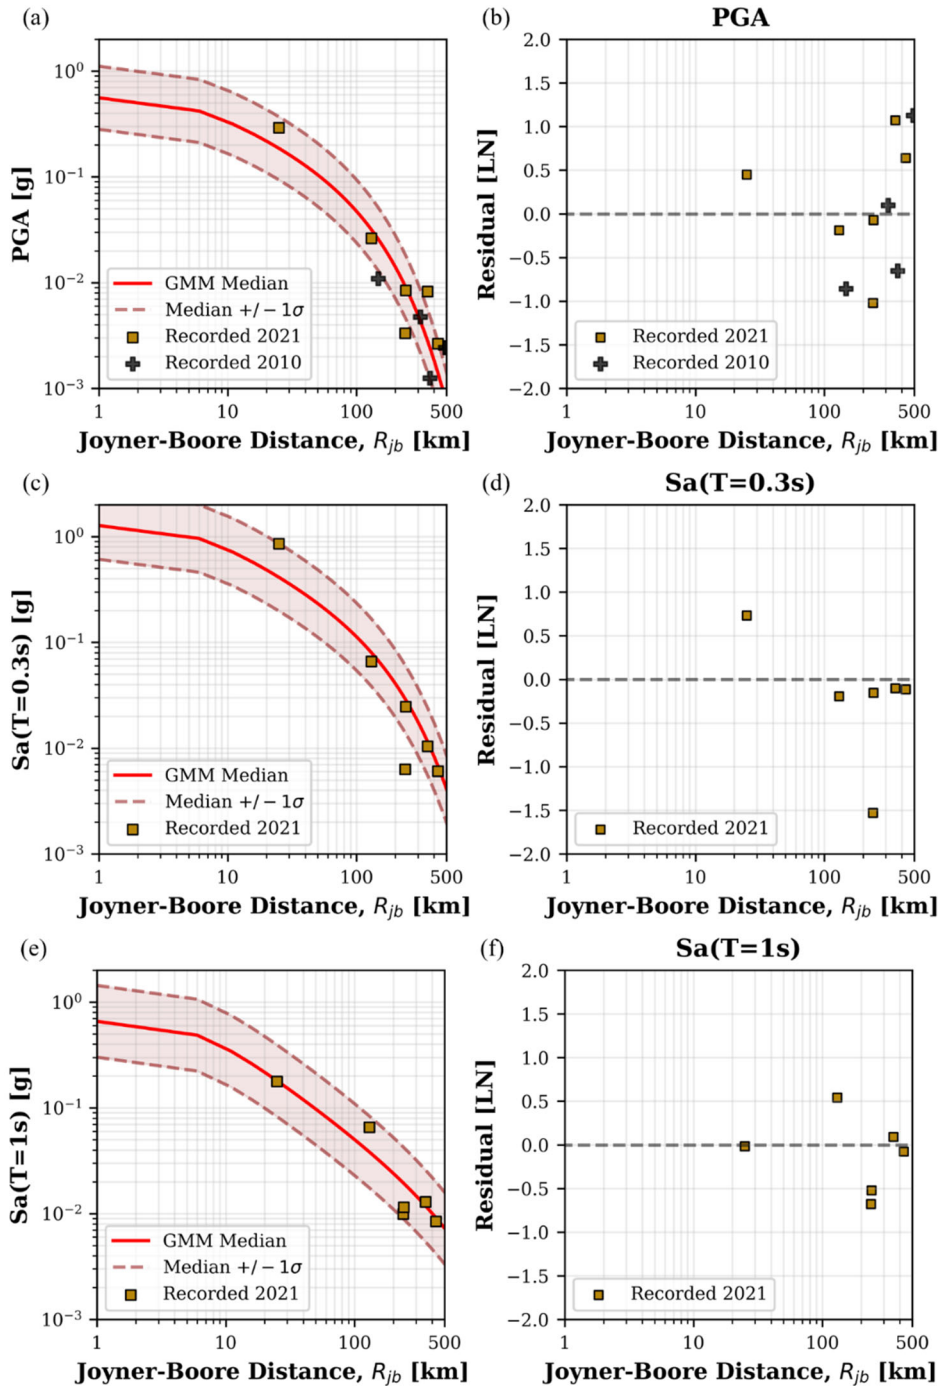 (a)
PGA [g]
10⁰
10⁻¹
10⁻²
10⁻³
GMM Median
Median +/− 1σ
Recorded 2021
Recorded 2010
1 10 100 500
Joyner-Boore Distance, R_jb [km]
(b)
PGA
Residual [LN]
2.0
1.5
1.0
0.5
0.0
−0.5
−1.0
−1.5
−2.0
Recorded 2021
Recorded 2010
1 10 100 500
Joyner-Boore Distance, R_jb [km]
(c)
Sa(T=0.3s) [g]
10⁰
10⁻¹
10⁻²
10⁻³
GMM Median
Median +/− 1σ
Recorded 2021
1 10 100 500
Joyner-Boore Distance, R_jb [km]
(d)
Sa(T=0.3s)
Residual [LN]
2.0
1.5
1.0
0.5
0.0
−0.5
−1.0
−1.5
−2.0
Recorded 2021
1 10 100 500
Joyner-Boore Distance, R_jb [km]
(e)
Sa(T=1s) [g]
10⁰
10⁻¹
10⁻²
10⁻³
GMM Median
Median +/− 1σ
Recorded 2021
1 10 100 500
Joyner-Boore Distance, R_jb [km]
(f)
Sa(T=1s)
Residual [LN]
2.0
1.5
1.0
0.5
0.0
−0.5
−1.0
−1.5
−2.0
Recorded 2021
1 10 100 500
Joyner-Boore Distance, R_jb [km]